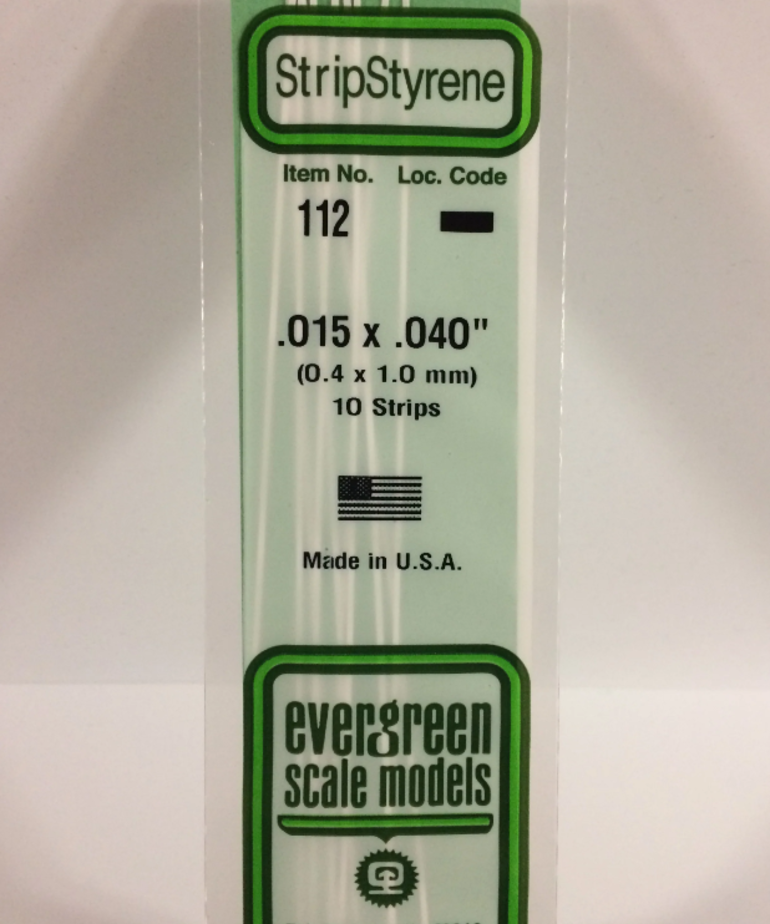 StripStyrene
Item No. Loc. Code
112
.015 x .040"
(0.4 x 1.0 mm)
10 Strips
Made in U.S.A.
evergreen
scale models